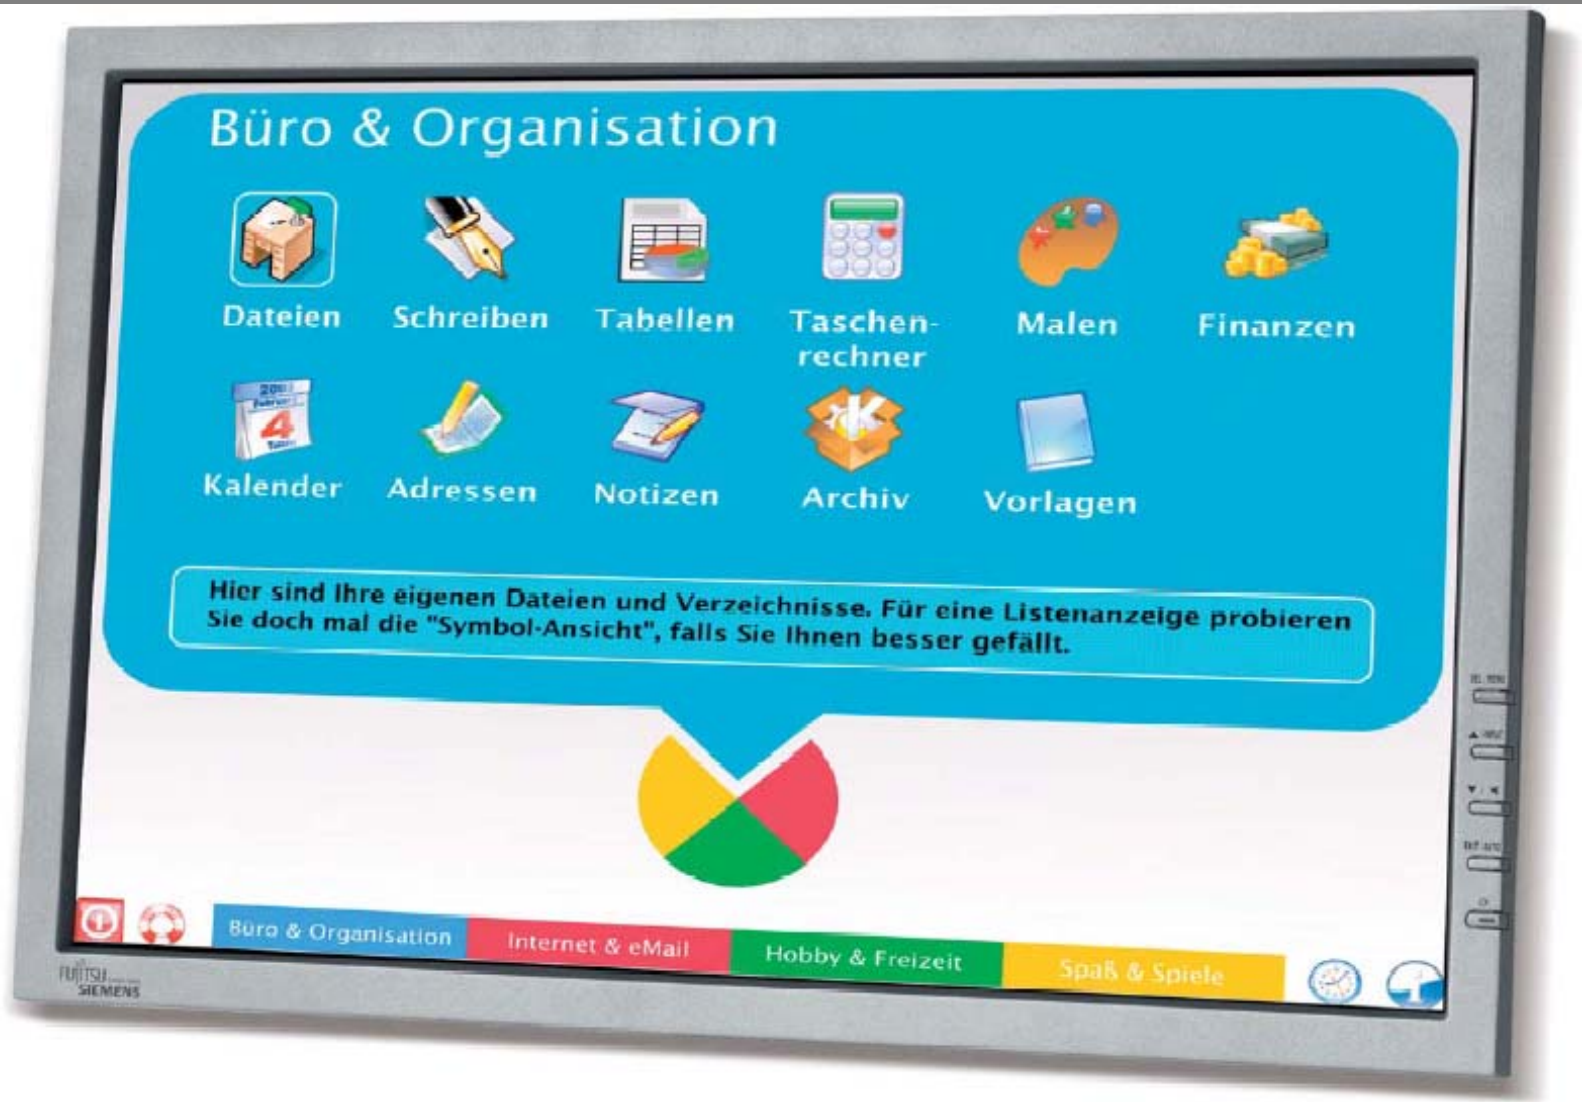 Büro & Organisation
Dateien
Schreiben
Tabellen
Taschen-
rechner
Malen
Finanzen
Kalender
Adressen
Notizen
Archiv
Vorlagen
Hier sind Ihre eigenen Dateien und Verzeichnisse. Für eine Listenanzeige probieren
Sie doch mal die "Symbol-Ansicht", falls Sie Ihnen besser gefällt.
Büro & Organisation
Internet & eMail
Hobby & Freizeit
Spaß & Spiele
FUJITSU
SIEMENS